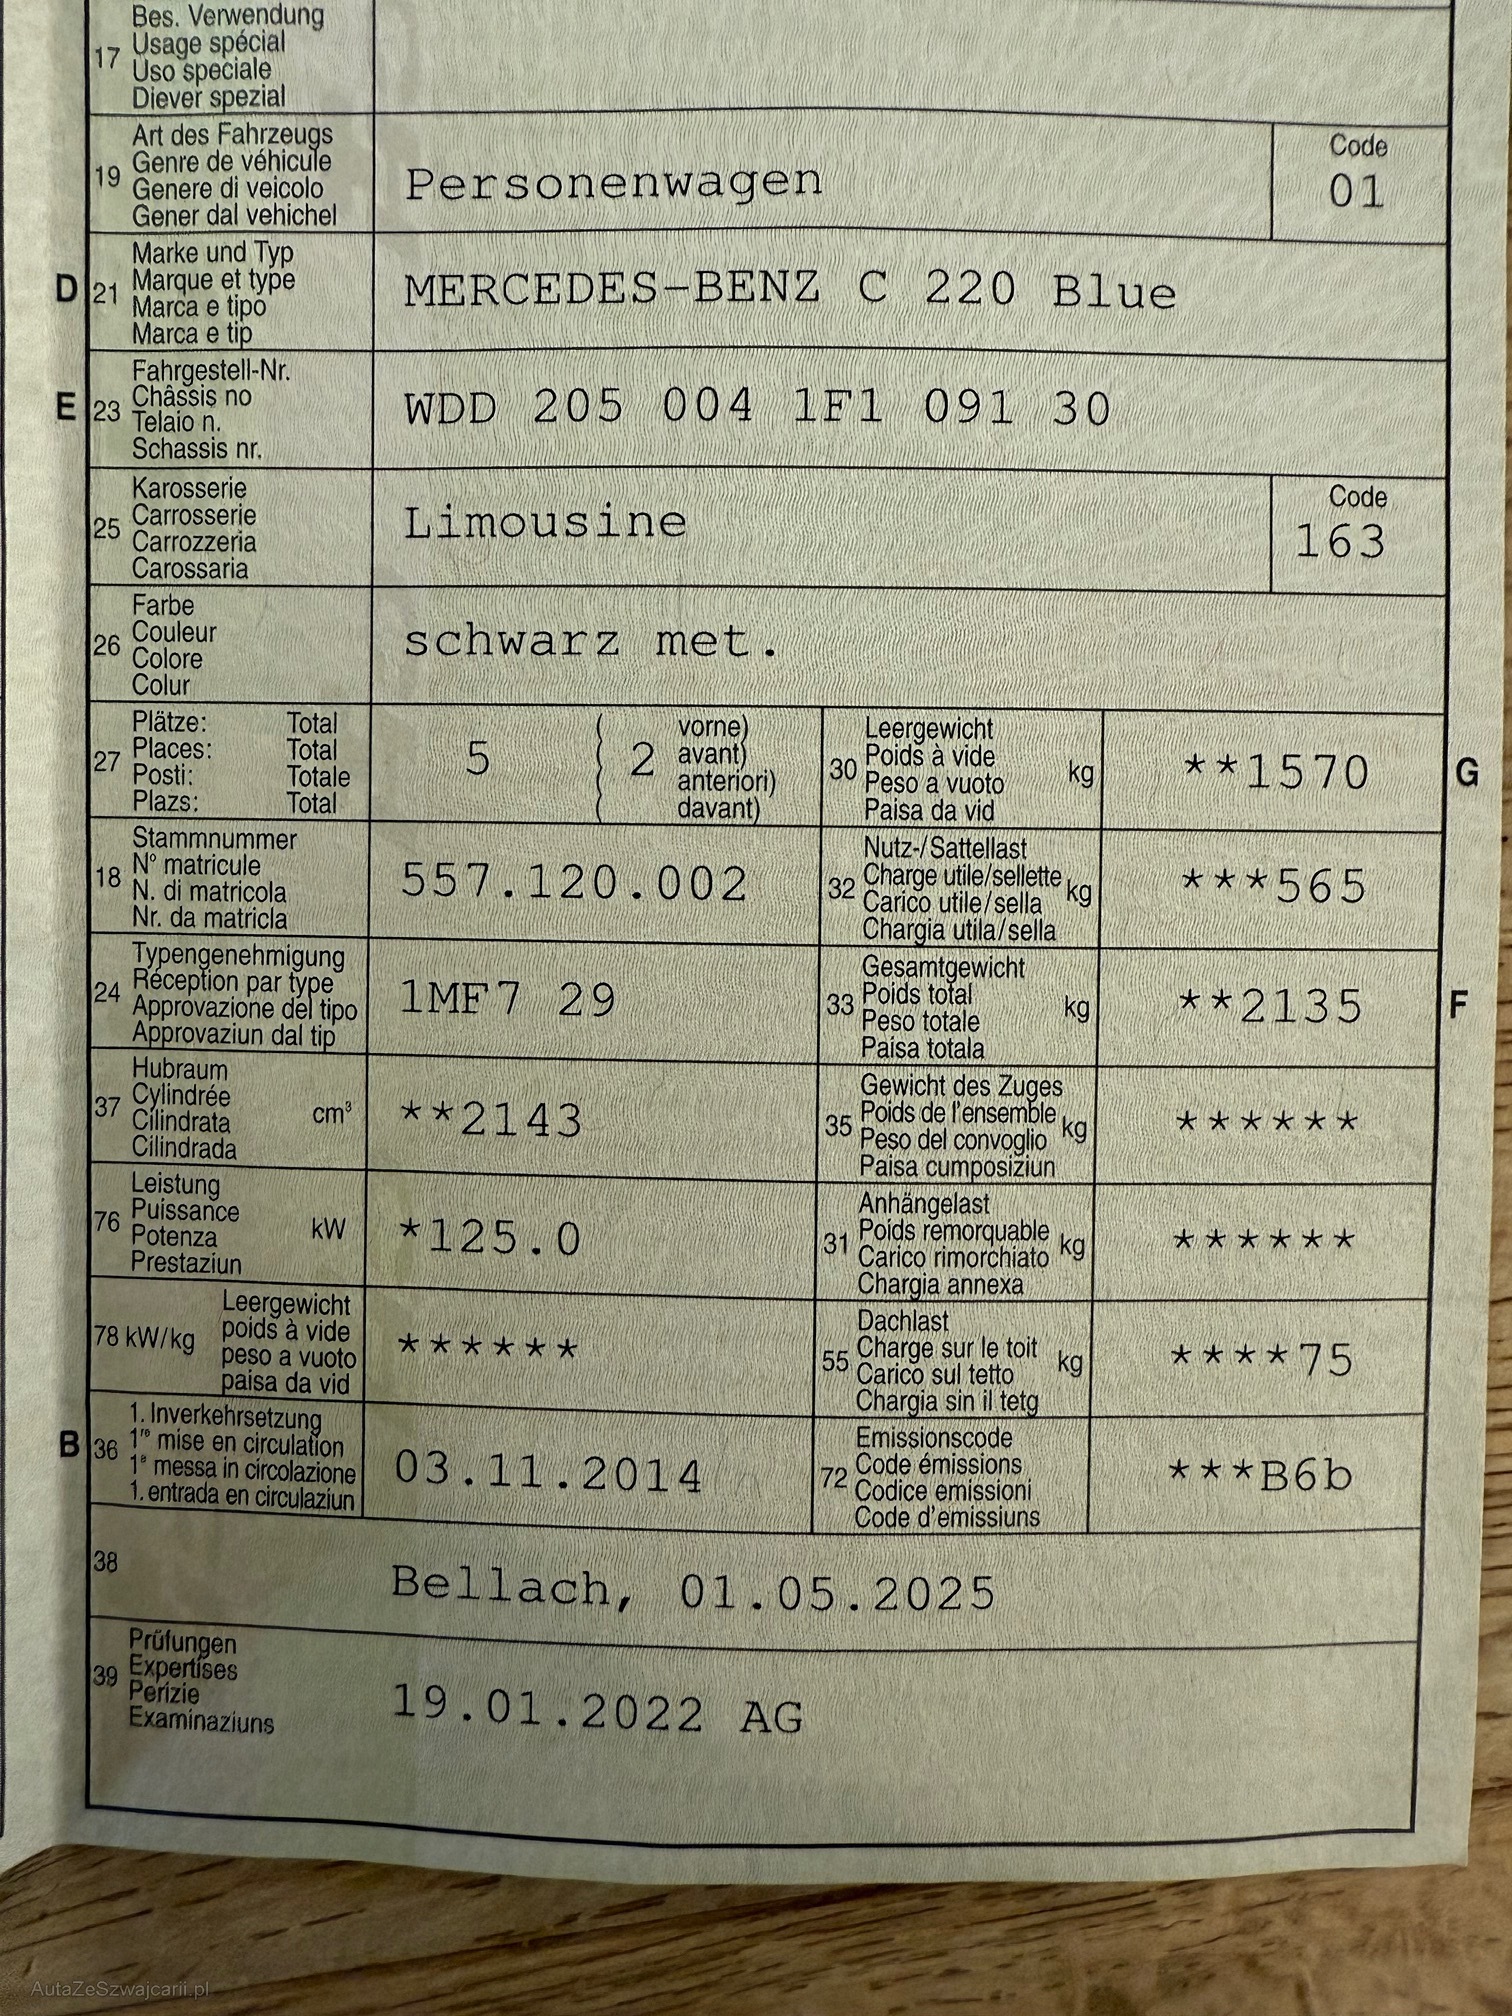 Bes. Verwendung
17 Usage spécial
Uso speciale
Diever spezial
Art des Fahrzeugs
19 Genre de véhicule
Genere di veicolo
Gener dal vehichel
Personenwagen
Code
01
Marke und Typ
D 21 Marque et type
Marca e tipo
Marca e tip
MERCEDES-BENZ C 220 Blue
Fahrgestell-Nr.
E 23 Châssis no
Telaio n.
Schassis nr.
WDD 205 004 1F1 091 30
Karosserie
25 Carrosserie
Carrozzeria
Carossaria
Limousine
Code
163
Farbe
26 Couleur
Colore
Colur
schwarz met.
Plätze: Total
27 Places: Total
Posti: Totale
Plazs: Total
5 ( 2 vorne)
avant)
anteriori)
davant)
Leergewicht
30 Poids à vide kg
Peso a vuoto
Paisa da vid
**1570 G
Stammnummer
18 N° matricule
N. di matricola
Nr. da matricla
557.120.002
Nutz-/Sattellast
32 Charge utile/sellette kg
Carico utile/sella
Chargia utila/sella
***565
Typengenehmigung
24 Réception par type
Approvazione del tipo
Approvaziun dal tip
1MF7 29
Gesamtgewicht
33 Poids total kg
Peso totale
Paisa totala
**2135 F
Hubraum
37 Cylindrée cm³
Cilindrata
Cilindrada
**2143
Gewicht des Zuges
35 Poids de l'ensemble kg
Peso del convoglio
Paisa cumposiziun
******
Leistung
76 Puissance kW
Potenza
Prestaziun
*125.0
Anhängelast
31 Poids remorquable kg
Carico rimorchiato
Chargia annexa
******
Leergewicht
78 kW/kg poids à vide
peso a vuoto
paisa da vid
******
Dachlast
55 Charge sur le toit kg
Carico sul tetto
Chargia sin il tetg
****75
1. Inverkehrsetzung
B 36 1re mise en circulation
1a messa in circolazione
1. entrada en circulaziun
03.11.2014
Emissionscode
72 Code émissions
Codice emissioni
Code d'emissiuns
***B6b
38
Bellach, 01.05.2025
Prüfungen
39 Expertises
Perizie
Examinaziuns
19.01.2022 AG
AutaZeSzwajcarii.pl